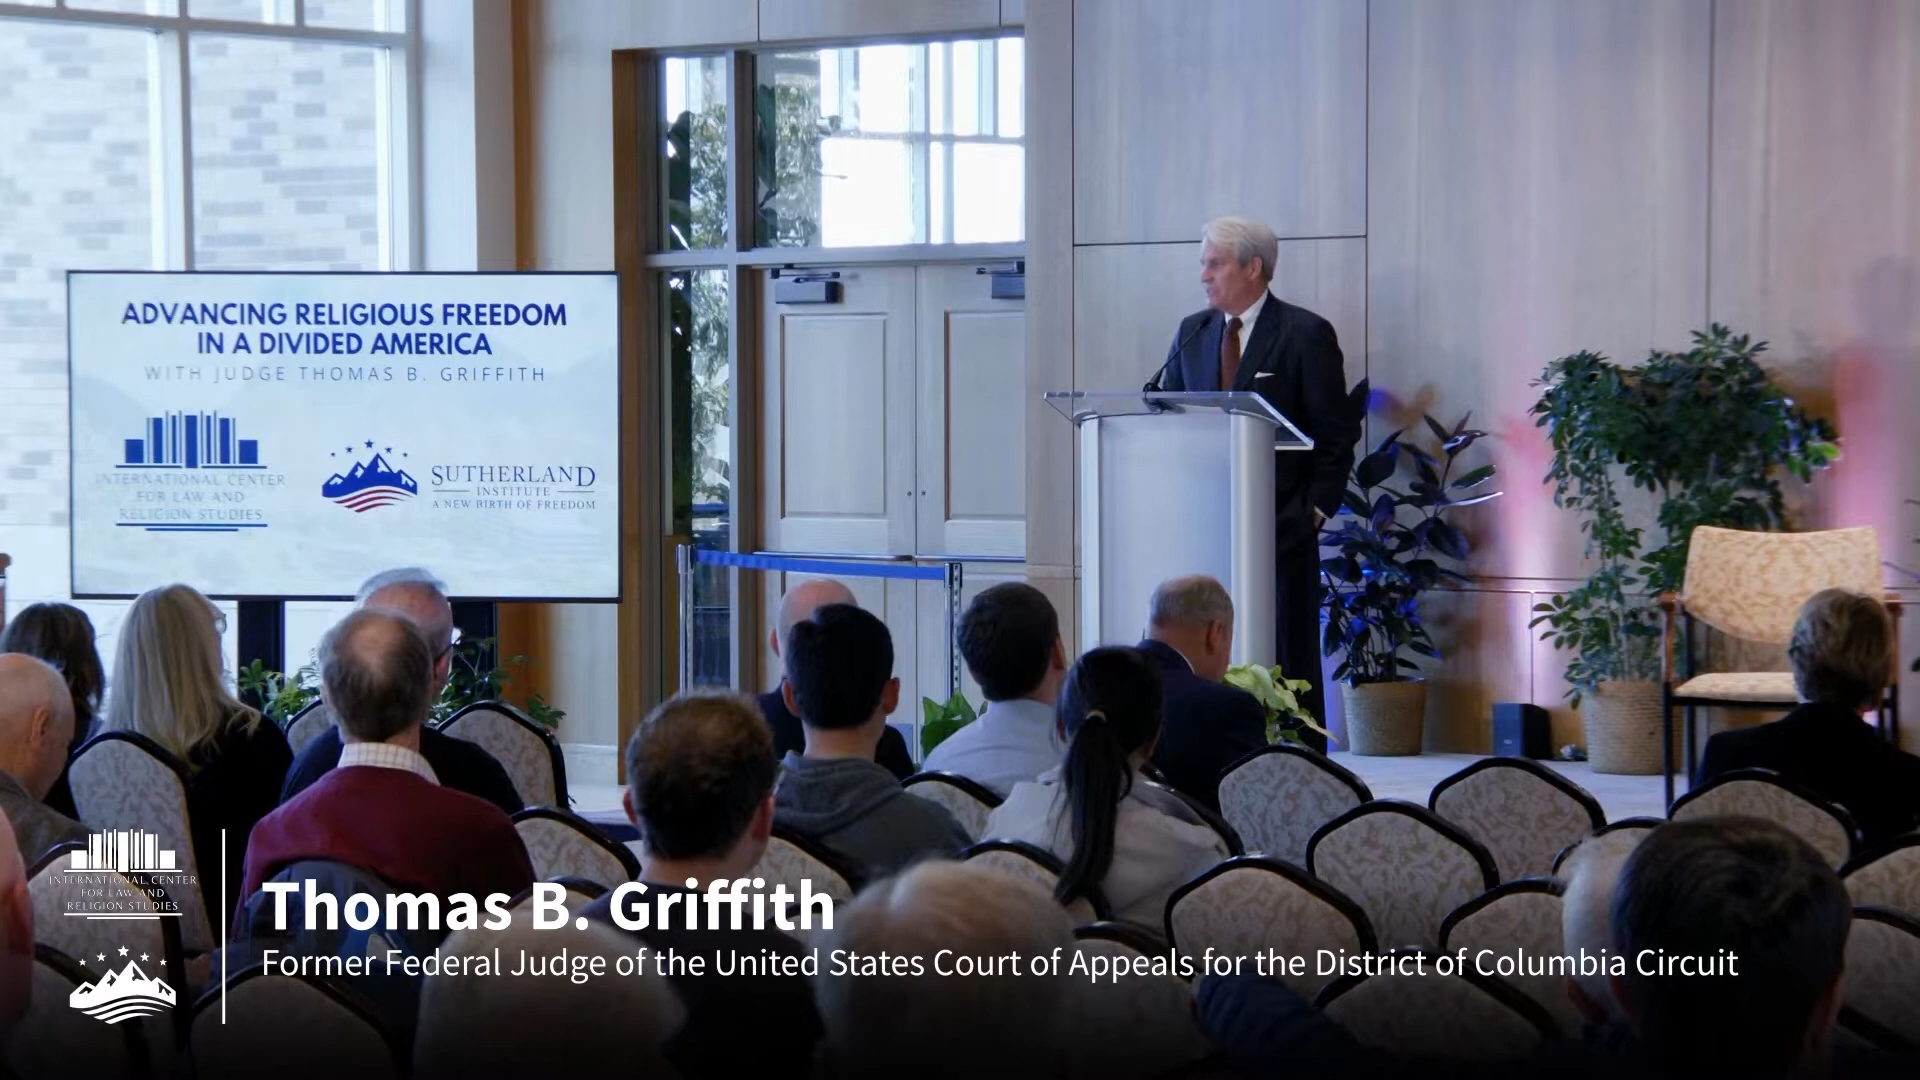 ADVANCING RELIGIOUS FREEDOM
IN A DIVIDED AMERICA
WITH JUDGE THOMAS B. GRIFFITH
INTERNATIONAL CENTER
FOR LAW AND
RELIGION STUDIES
SUTHERLAND
INSTITUTE
A NEW BIRTH OF FREEDOM
INTERNATIONAL CENTER
FOR LAW AND
RELIGION STUDIES
Thomas B. Griffith
Former Federal Judge of the United States Court of Appeals for the District of Columbia Circuit